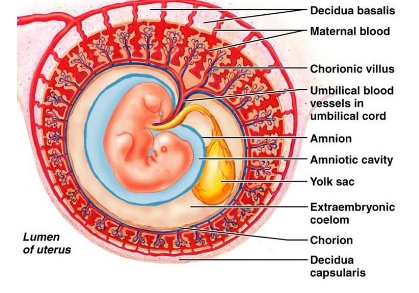 Decidua basalis
Maternal blood
Chorionic villus
Umbilical blood
vessels in
umbilical cord
Amnion
Amniotic cavity
Yolk sac
Extraembryonic
coelom
Chorion
Decidua
capsularis
Lumen
of uterus